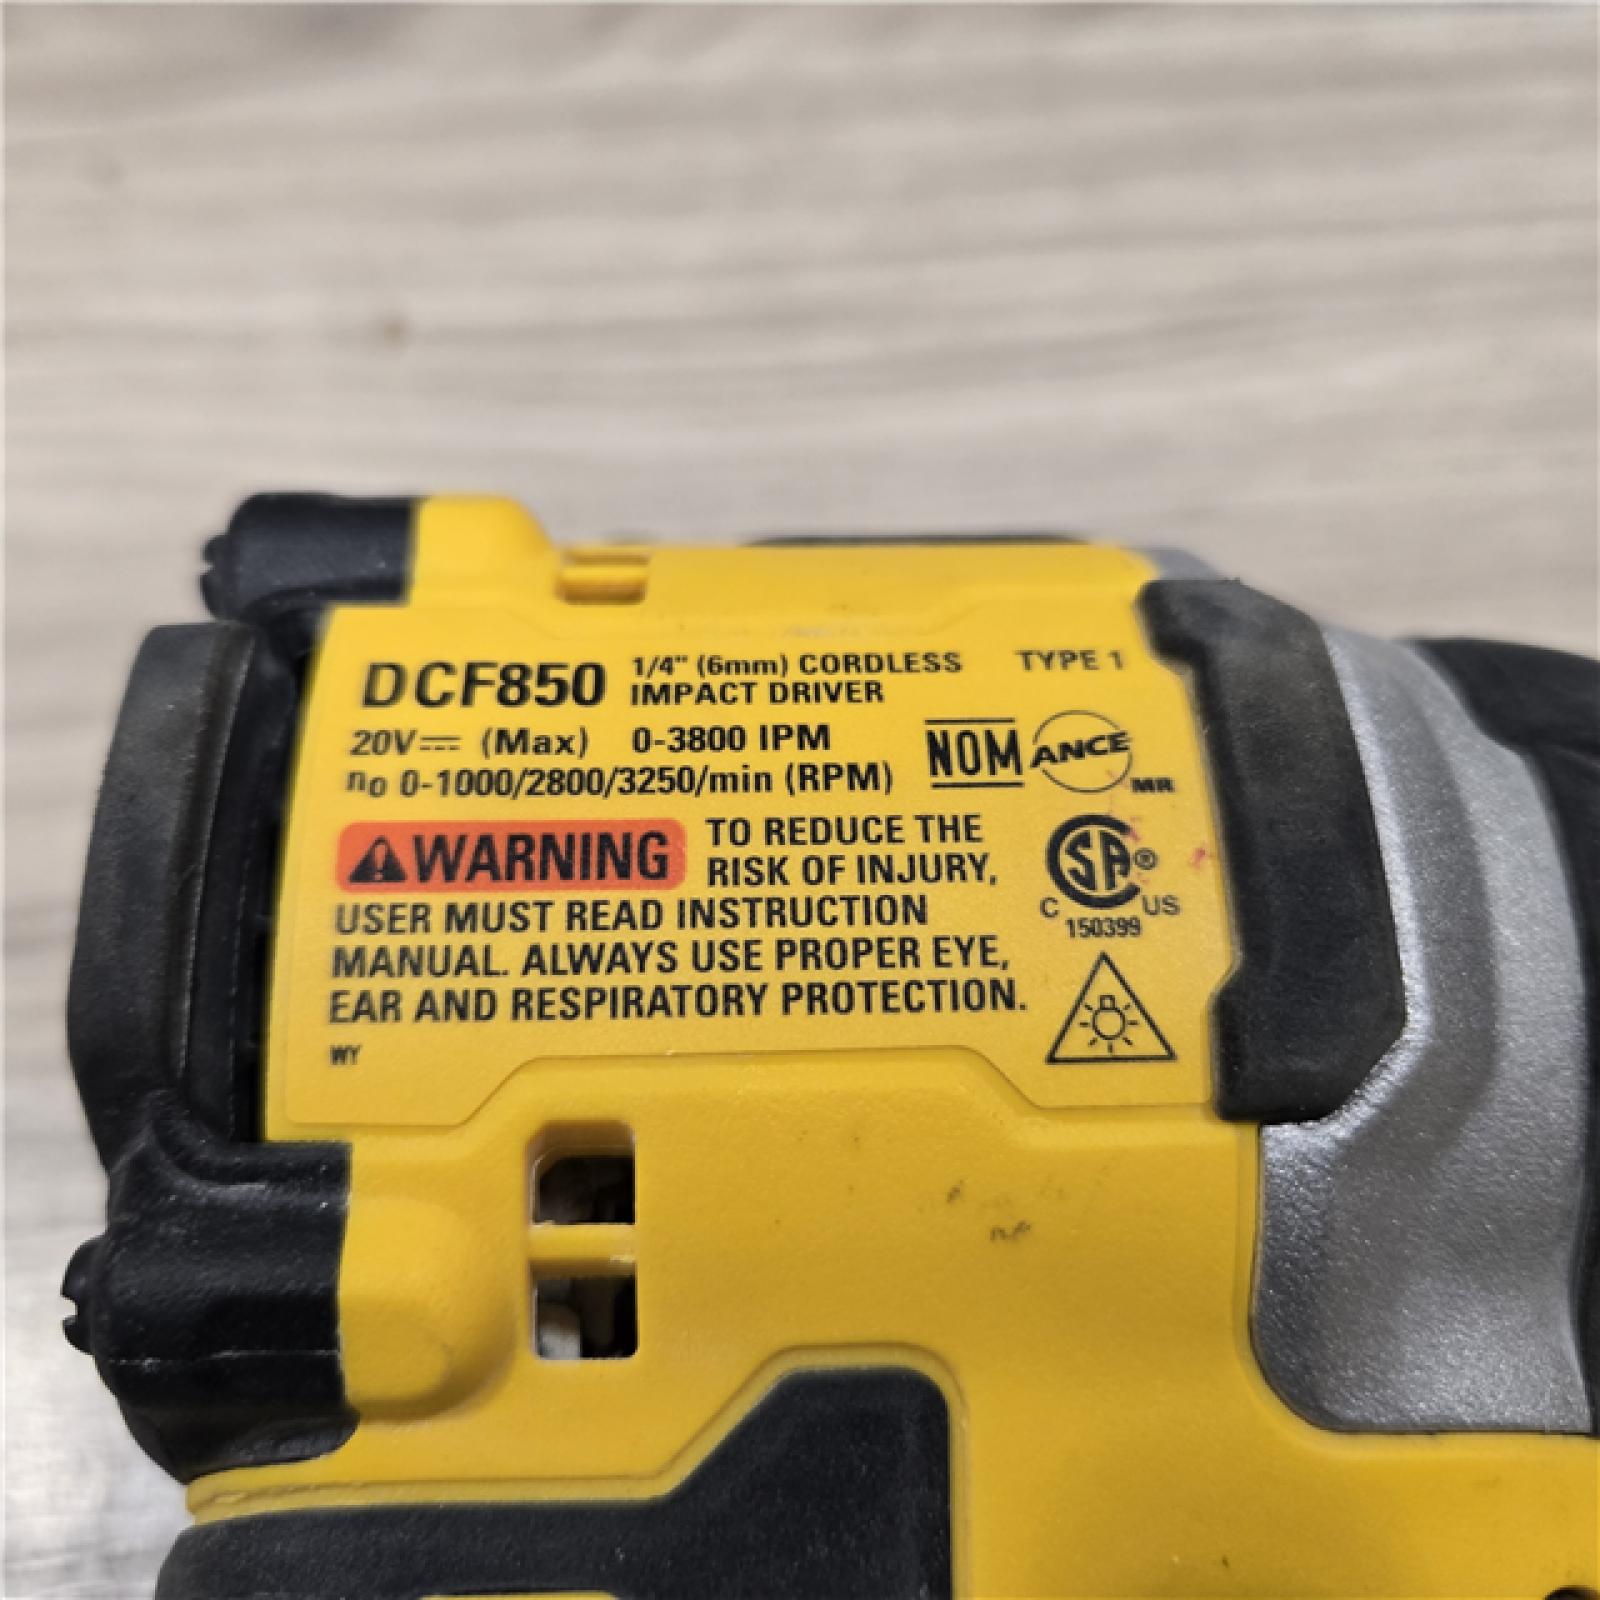 DCF850 1/4" (6mm) CORDLESS TYPE 1
IMPACT DRIVER
20V⎓ (Max) 0-3800 IPM
no 0-1000/2800/3250/min (RPM)
NOM ANCE MR
WARNING TO REDUCE THE
RISK OF INJURY,
USER MUST READ INSTRUCTION
MANUAL. ALWAYS USE PROPER EYE,
EAR AND RESPIRATORY PROTECTION.
WY
SA®
C US
150399